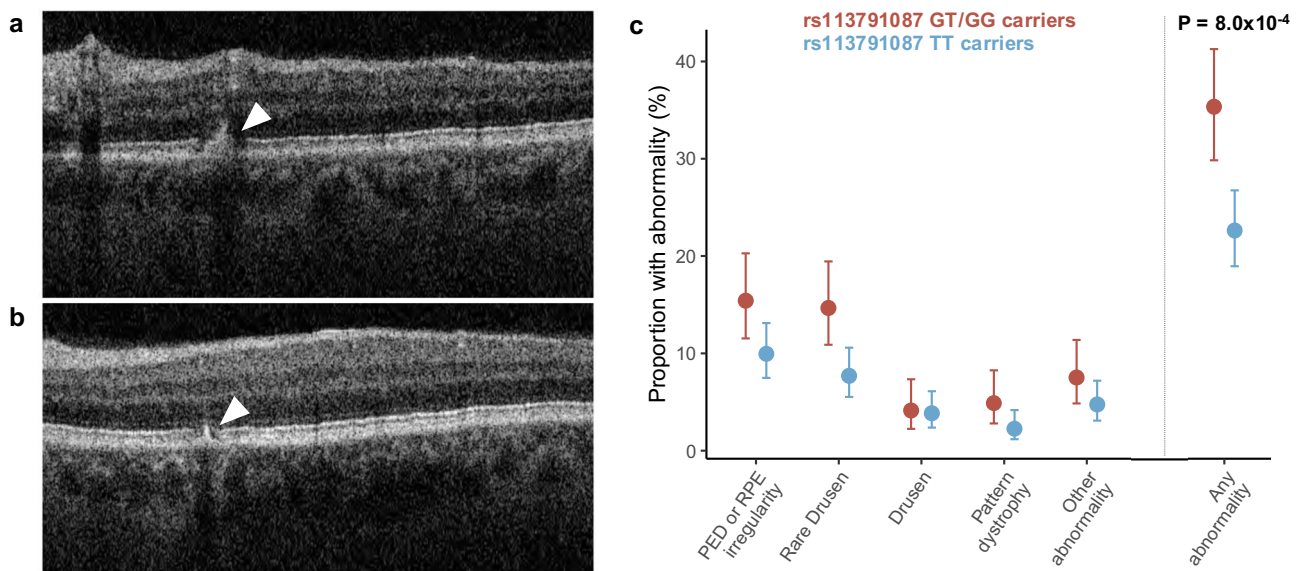 a
b
c
rs113791087 GT/GG carriers
rs113791087 TT carriers
P = 8.0x10-4
Proportion with abnormality (%)
40
30
20
10
0
PED or RPE
irregularity
Rare Drusen
Drusen
Pattern
dystrophy
Other
abnormality
Any
abnormality